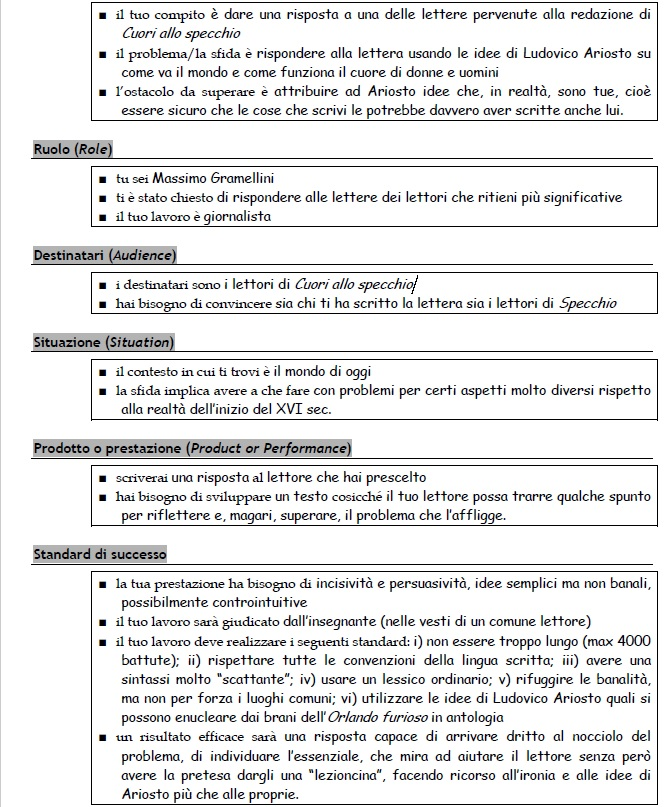 ▪ il tuo compito è dare una risposta a una delle lettere pervenute alla redazione di
Cuori allo specchio
▪ il problema/la sfida è rispondere alla lettera usando le idee di Ludovico Ariosto su
come va il mondo e come funziona il cuore di donne e uomini
▪ l'ostacolo da superare è attribuire ad Ariosto idee che, in realtà, sono tue, cioè
essere sicuro che le cose che scrivi le potrebbe davvero aver scritte anche lui.
Ruolo (Role)
▪ tu sei Massimo Gramellini
▪ ti è stato chiesto di rispondere alle lettere dei lettori che ritieni più significative
▪ il tuo lavoro è giornalista
Destinatari (Audience)
▪ i destinatari sono i lettori di Cuori allo specchio
▪ hai bisogno di convincere sia chi ti ha scritto la lettera sia i lettori di Specchio
Situazione (Situation)
▪ il contesto in cui ti trovi è il mondo di oggi
▪ la sfida implica avere a che fare con problemi per certi aspetti molto diversi rispetto
alla realtà dell'inizio del XVI sec.
Prodotto o prestazione (Product or Performance)
▪ scriverai una risposta al lettore che hai prescelto
▪ hai bisogno di sviluppare un testo cosicché il tuo lettore possa trarre qualche spunto
per riflettere e, magari, superare, il problema che l'affligge.
Standard di successo
▪ la tua prestazione ha bisogno di incisività e persuasività, idee semplici ma non banali,
possibilmente controintuitive
▪ il tuo lavoro sarà giudicato dall'insegnante (nelle vesti di un comune lettore)
▪ il tuo lavoro deve realizzare i seguenti standard: i) non essere troppo lungo (max 4000
battute); ii) rispettare tutte le convenzioni della lingua scritta; iii) avere una
sintassi molto "scattante"; iv) usare un lessico ordinario; v) rifuggire le banalità,
ma non per forza i luoghi comuni; vi) utilizzare le idee di Ludovico Ariosto quali si
possono enucleare dai brani dell'Orlando furioso in antologia
▪ un risultato efficace sarà una risposta capace di arrivare dritto al nocciolo del
problema, di individuare l'essenziale, che mira ad aiutare il lettore senza però
avere la pretesa dargli una "lezioncina", facendo ricorso all'ironia e alle idee di
Ariosto più che alle proprie.